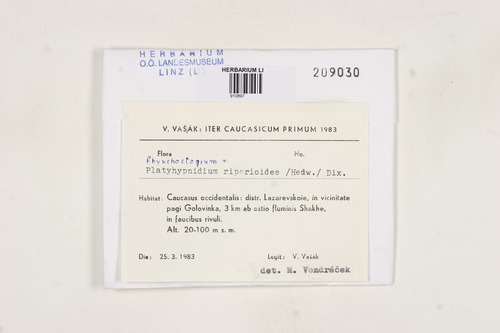 HERBARIUM
O.Ö. LANDESMUSEUM
LINZ (LI)
HERBARIUM LI
910897
209030
V. VAŠÁK: ITER CAUCASICUM PRIMUM 1983
Flora No.
Rhynchostegium r.
Platyhypnidium riparioides /Hedw./ Dix.
Habitat: Caucasus occidentalis: distr. Lazarevskoie, in vicinitate
pagi Golovinka, 3 km ab ostio fluminis Shakhe,
in faucibus rivuli.
Alt. 20-100 m s. m.
Die: 25. 3. 1983 Legit: V. Vašák
det. M. Vondráček